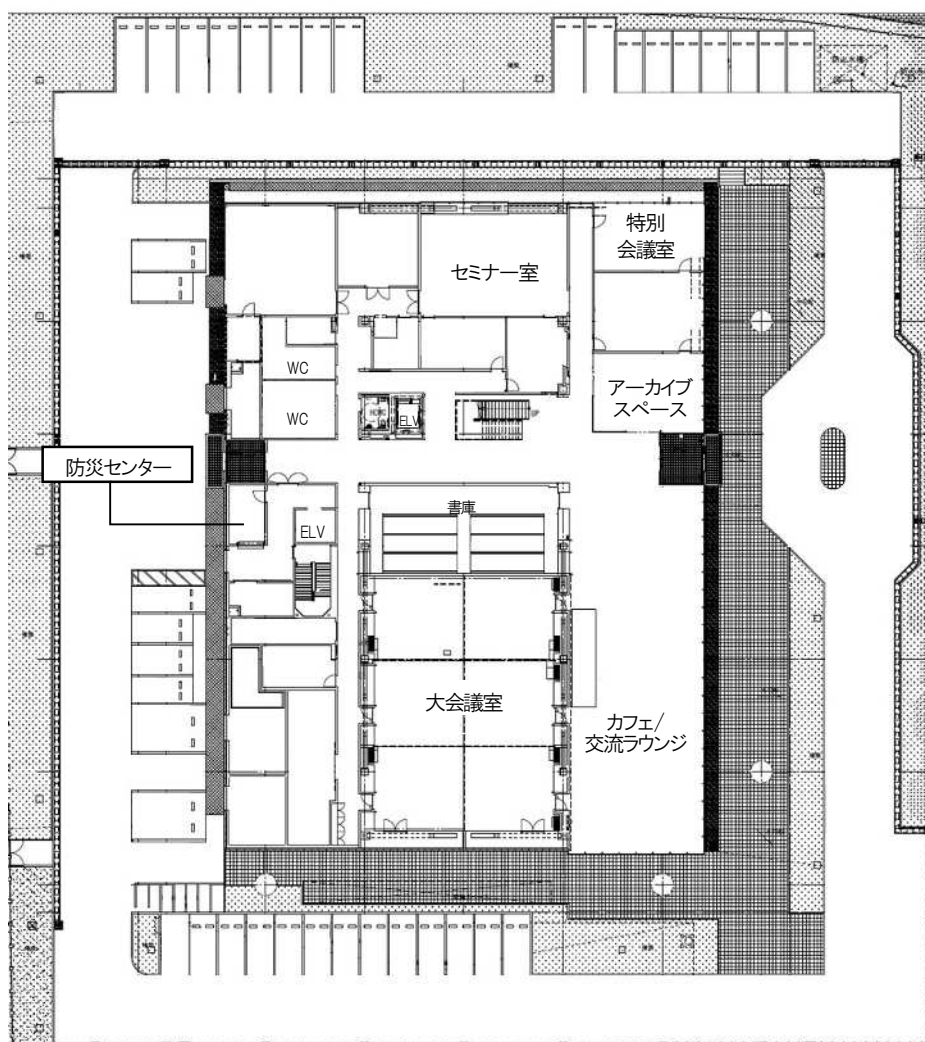 特別
会議室
セミナー室
WC
アーカイブ
スペース
WC
ELV
UP
防災センター
書庫
ELV
大会議室
カフェ/
交流ラウンジ